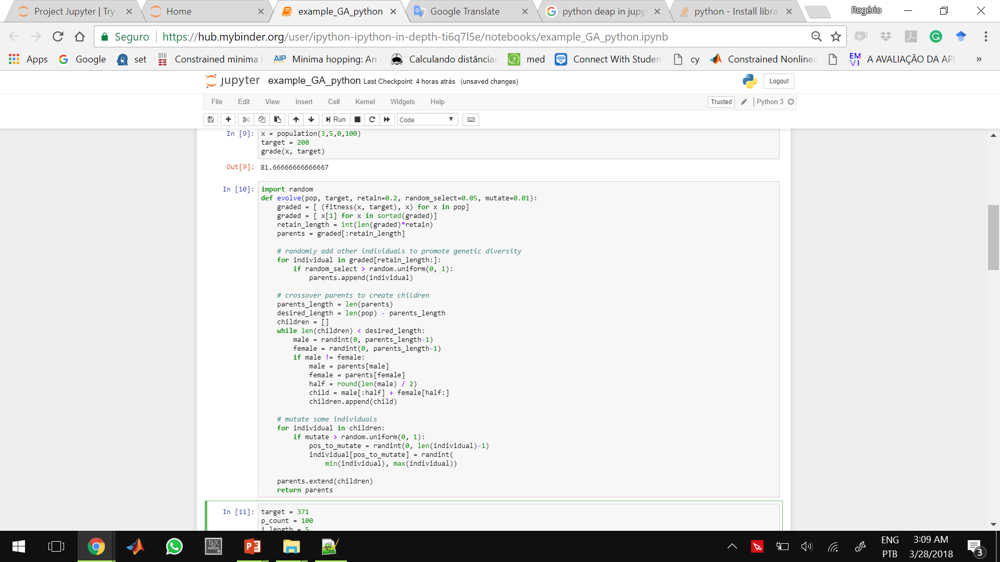 Project Jupyter | Try
Home
example_GA_python
Google Translate
python deap in jupy
python - Install libra
Rogério
Seguro
https://hub.mybinder.org/user/ipython-ipython-in-depth-ti6q7l5e/notebooks/example_GA_python.ipynb
Apps
Google
set
Constrained minima
Minima hopping: An
Calculando distâncias
med
Connect With Studen
cy
Constrained Nonlinea
A AVALIAÇÃO DA APR
»
jupyter
example_GA_python Last Checkpoint: 4 horas atrás (unsaved changes)
Logout
File Edit View Insert Cell Kernel Widgets Help
Trusted
Python 3
Run
Code
In [9]: x = population(3,5,0,100)
target = 200
grade(x, target)
Out[9]: 81.66666666666667
In [10]: import random
def evolve(pop, target, retain=0.2, random_select=0.05, mutate=0.01):
    graded = [ (fitness(x, target), x) for x in pop]
    graded = [ x[1] for x in sorted(graded)]
    retain_length = int(len(graded)*retain)
    parents = graded[:retain_length]
    # randomly add other individuals to promote genetic diversity
    for individual in graded[retain_length:]:
        if random_select > random.uniform(0, 1):
            parents.append(individual)
    # crossover parents to create children
    parents_length = len(parents)
    desired_length = len(pop) - parents_length
    children = []
    while len(children) < desired_length:
        male = randint(0, parents_length-1)
        female = randint(0, parents_length-1)
        if male != female:
            male = parents[male]
            female = parents[female]
            half = round(len(male) / 2)
            child = male[:half] + female[half:]
            children.append(child)
    # mutate some individuals
    for individual in children:
        if mutate > random.uniform(0, 1):
            pos_to_mutate = randint(0, len(individual)-1)
            individual[pos_to_mutate] = randint(
                min(individual), max(individual))
    parents.extend(children)
    return parents
In [11]: target = 371
p_count = 100
i_length = 5
ENG
PTB
3:09 AM
3/28/2018
3